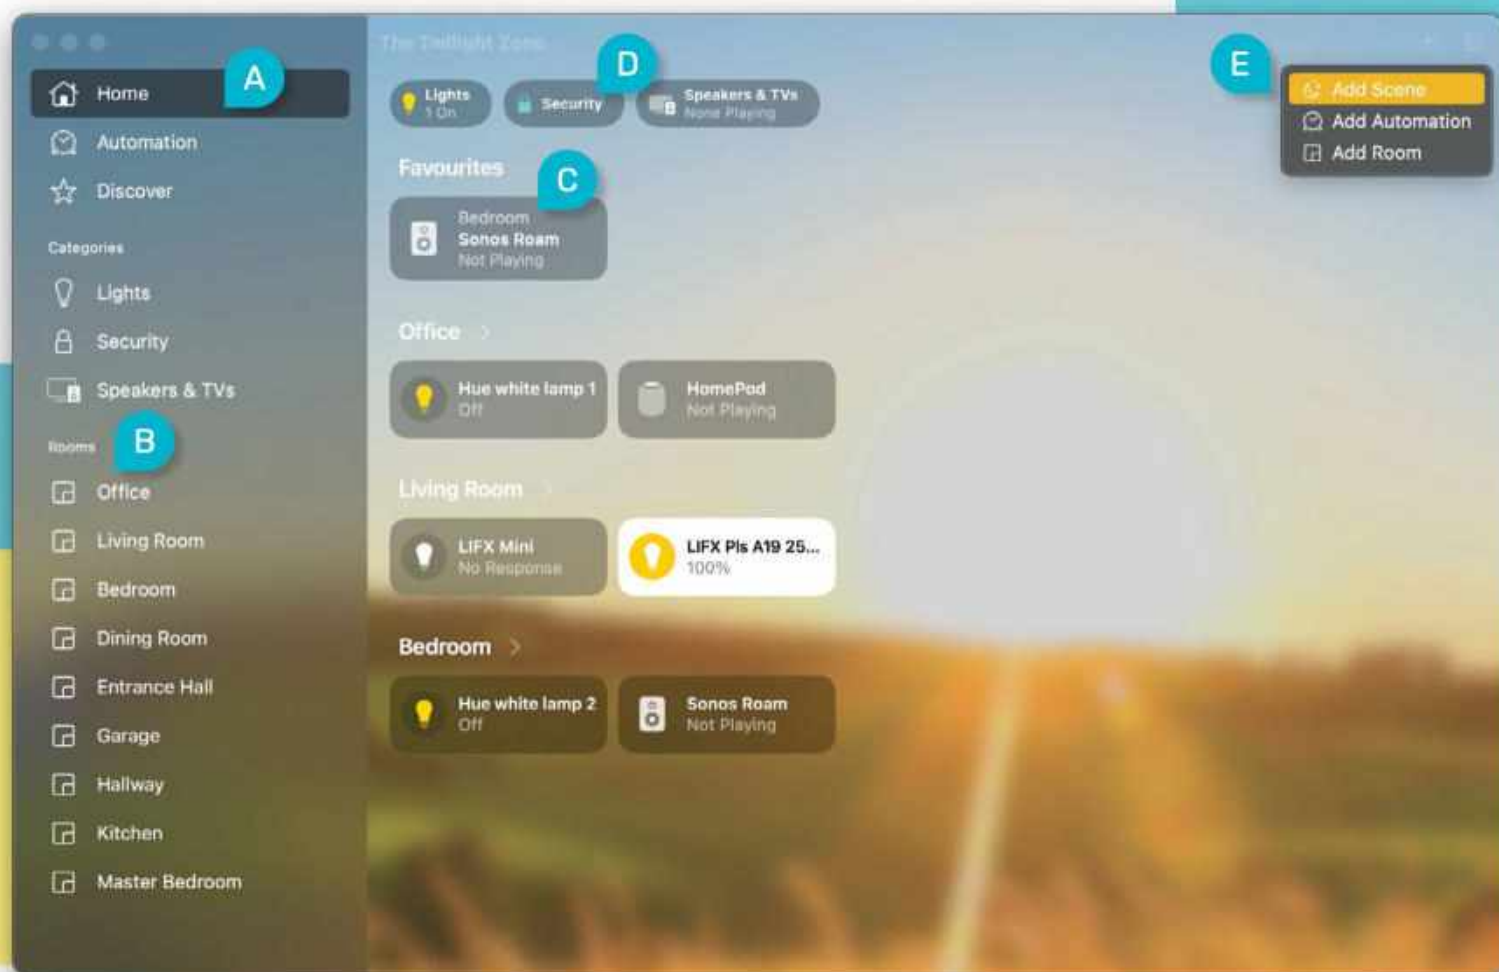 Home
A
Automation
Discover
Categories
Lights
Security
Speakers & TVs
Rooms
B
Office
Living Room
Bedroom
Dining Room
Entrance Hall
Garage
Hallway
Kitchen
Master Bedroom
The Twilight Zone
D
Lights
1 On
Security
Speakers & TVs
None Playing
Favourites
C
Bedroom
Sonos Roam
Not Playing
Office
Hue white lamp 1
Off
HomePod
Not Playing
Living Room
LIFX Mini
No Response
LIFX Pls A19 25...
100%
Bedroom
Hue white lamp 2
Off
Sonos Roam
Not Playing
E
Add Scene
Add Automation
Add Room